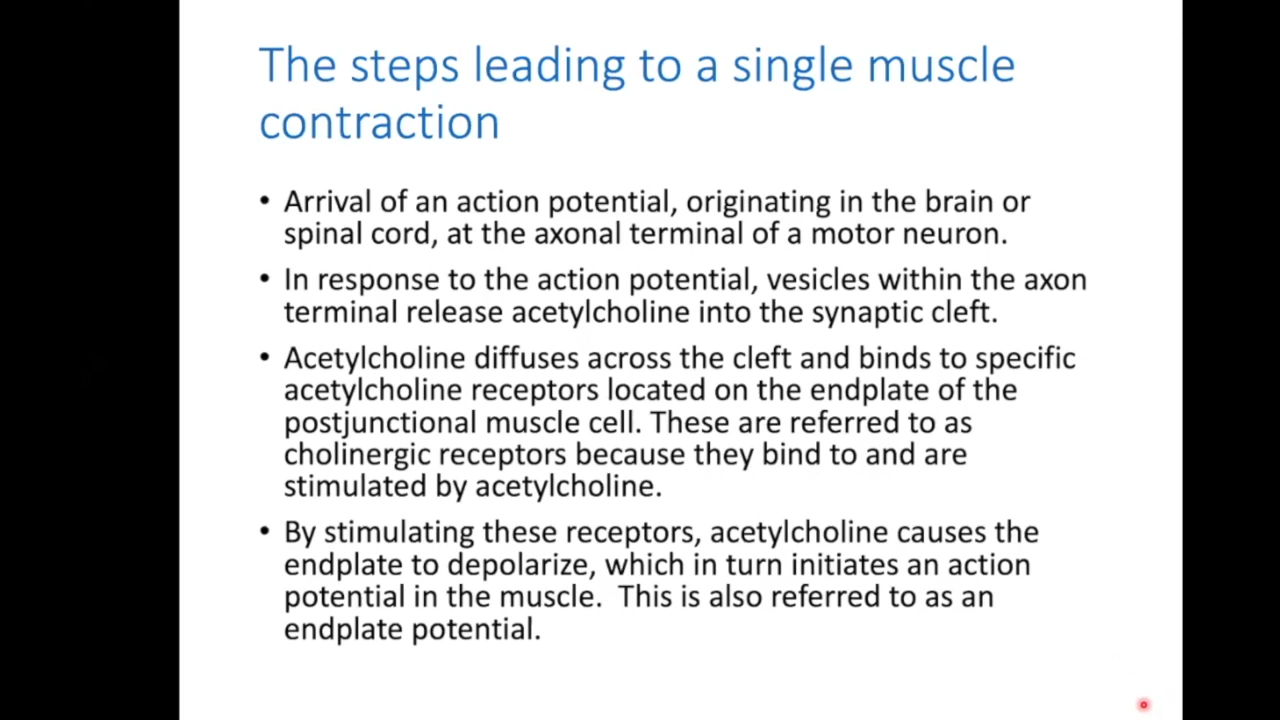 The steps leading to a single muscle
contraction
• Arrival of an action potential, originating in the brain or
spinal cord, at the axonal terminal of a motor neuron.
• In response to the action potential, vesicles within the axon
terminal release acetylcholine into the synaptic cleft.
• Acetylcholine diffuses across the cleft and binds to specific
acetylcholine receptors located on the endplate of the
postjunctional muscle cell. These are referred to as
cholinergic receptors because they bind to and are
stimulated by acetylcholine.
• By stimulating these receptors, acetylcholine causes the
endplate to depolarize, which in turn initiates an action
potential in the muscle.  This is also referred to as an
endplate potential.